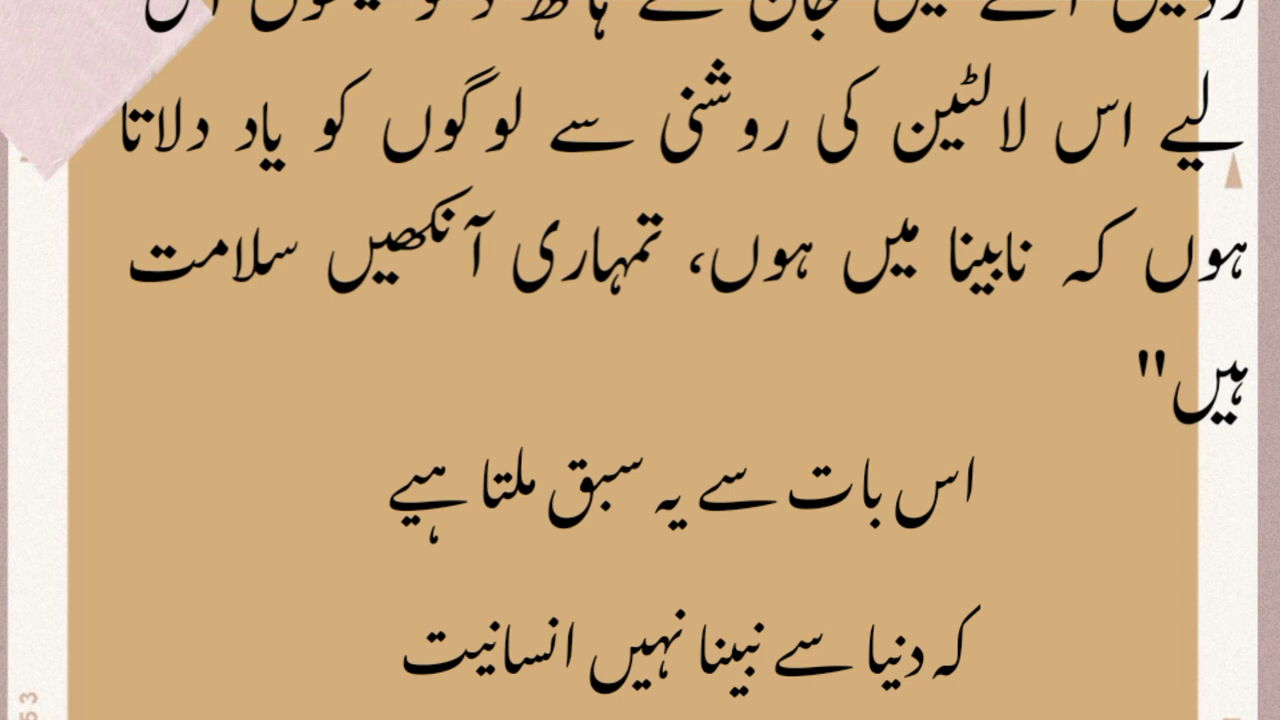 لیے اس لالٹین کی روشنی سے لوگوں کو یاد دلاتا
ہوں کہ نابینا میں ہوں، تمہاری آنکھیں سلامت
ہیں"
اس بات سے یہ سبق ملتا ہیے
کہ دنیا سے نبینا نہیں انسانیت
53